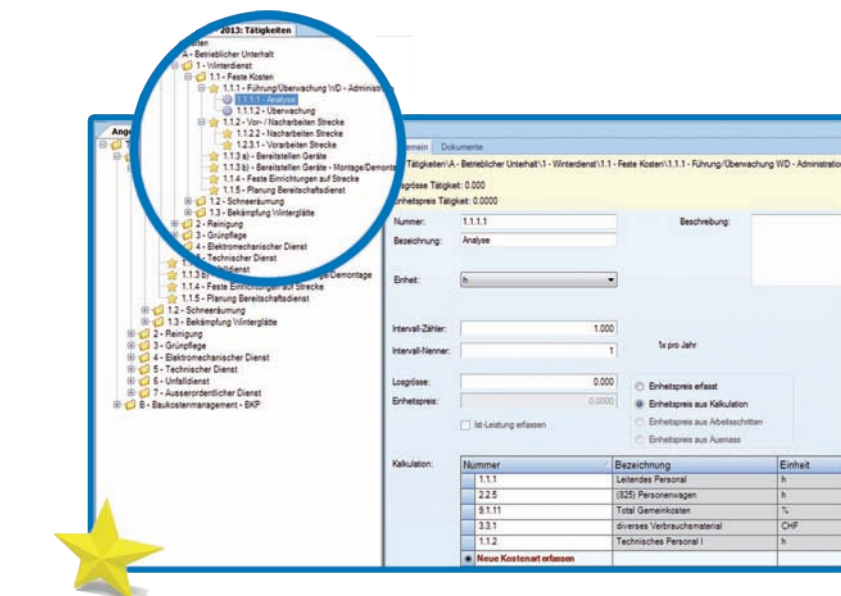 2013: Tätigkeiten
A - Betrieblicher Unterhalt
1 - Winterdienst
1.1 - Feste Kosten
1.1.1 - Führung/Überwachung WD - Administration
1.1.1.1 - Analyse
1.1.1.2 - Überwachung
1.1.2 - Vor- / Nacharbeiten Strecke
1.1.2.2 - Nacharbeiten Strecke
1.2.3.1 - Vorarbeiten Strecke
1.1.3 a) - Bereitstellen Geräte
1.1.3 b) - Bereitstellen Geräte - Montage/Demontage
1.1.4 - Feste Einrichtungen auf Strecke
1.1.5 - Planung Bereitschaftsdienst
1.2 - Schneeräumung
1.3 - Bekämpfung Winterglätte
2 - Reinigung
3 - Grünpflege
4 - Elektromechanischer Dienst
Technischer Dienst
1.1.3 b)
1.1.4 - Feste Einrichtungen auf Strecke
1.1.5 - Planung Bereitschaftsdienst
1.2 - Schneeräumung
1.3 - Bekämpfung Winterglätte
2 - Reinigung
3 - Grünpflege
4 - Elektromechanischer Dienst
5 - Technischer Dienst
6 - Unfalldienst
7 - Ausserordentlicher Dienst
B - Baukostenmanagement - BKP
Dokumente
Tätigkeiten\A - Betrieblicher Unterhalt\1 - Winterdienst\1.1 - Feste Kosten\1.1.1 - Führung/Überwachung WD - Administration
Tätigkeit: 0.000
Einheitspreis Tätigkeit: 0.0000
Nummer: 1.1.1.1 Beschreibung:
Bezeichnung: Analyse
Einheit: h
Intervall-Zähler: 1.000
Intervall-Nenner: 1 1x pro Jahr
Losgrösse: 0.000
Einheitspreis: 0.0000
Ist-Leistung erfassen
Einheitspreis erfasst
Einheitspreis aus Kalkulation
Einheitspreis aus Arbeitsschritten
Einheitspreis aus Ausmass
Kalkulation:
Nummer Bezeichnung Einheit
1.1.1 Leitendes Personal h
2.2.5 (825) Personenwagen h
9.1.11 Total Gemeinkosten %
3.3.1 diverses Verbrauchsmaterial CHF
1.1.2 Technisches Personal I h
Neue Kostenart erfassen